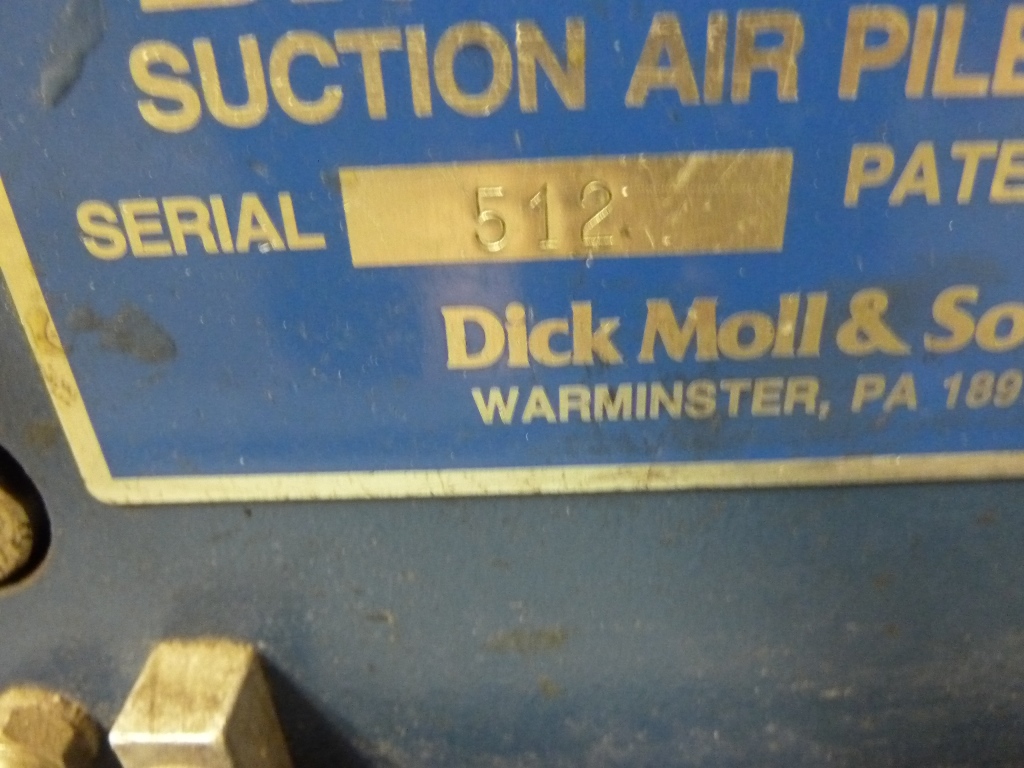 SUCTION AIR PILE
SERIAL 512
PATE
Dick Moll & So
WARMINSTER, PA 189